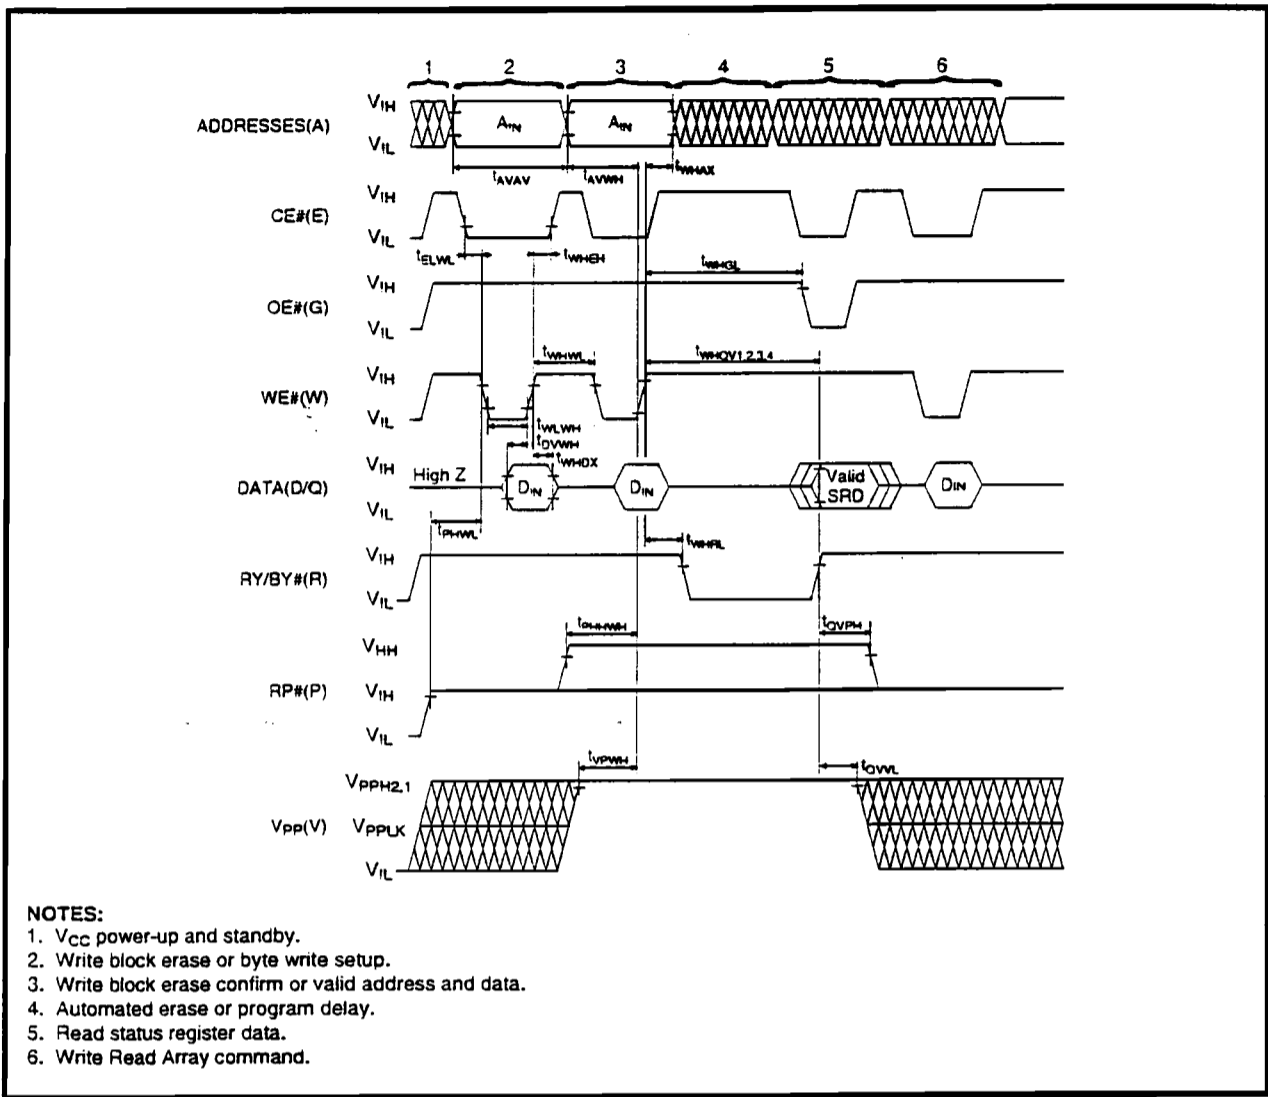 1 2 3 4 5 6
ADDRESSES(A) VIH VIL AIN AIN
tAVAV tAVWH tWHAX
CE#(E) VIH VIL
tELWL tWHEH tWHGL
OE#(G) VIH VIL
tWHWL tWHQV1,2,3,4
WE#(W) VIH VIL
tWLWH
tDVWH
tWHDX
DATA(D/Q) VIH VIL High Z DIN DIN Valid SRD DIN
tPHWL tWHRL
RY/BY#(R) VIH VIL
tPHHWH tQVPH
RP#(P) VHH VIH VIL
tVPWH tQVVL
VPP(V) VPPH2,1 VPPLK VIL
NOTES:
1. VCC power-up and standby.
2. Write block erase or byte write setup.
3. Write block erase confirm or valid address and data.
4. Automated erase or program delay.
5. Read status register data.
6. Write Read Array command.